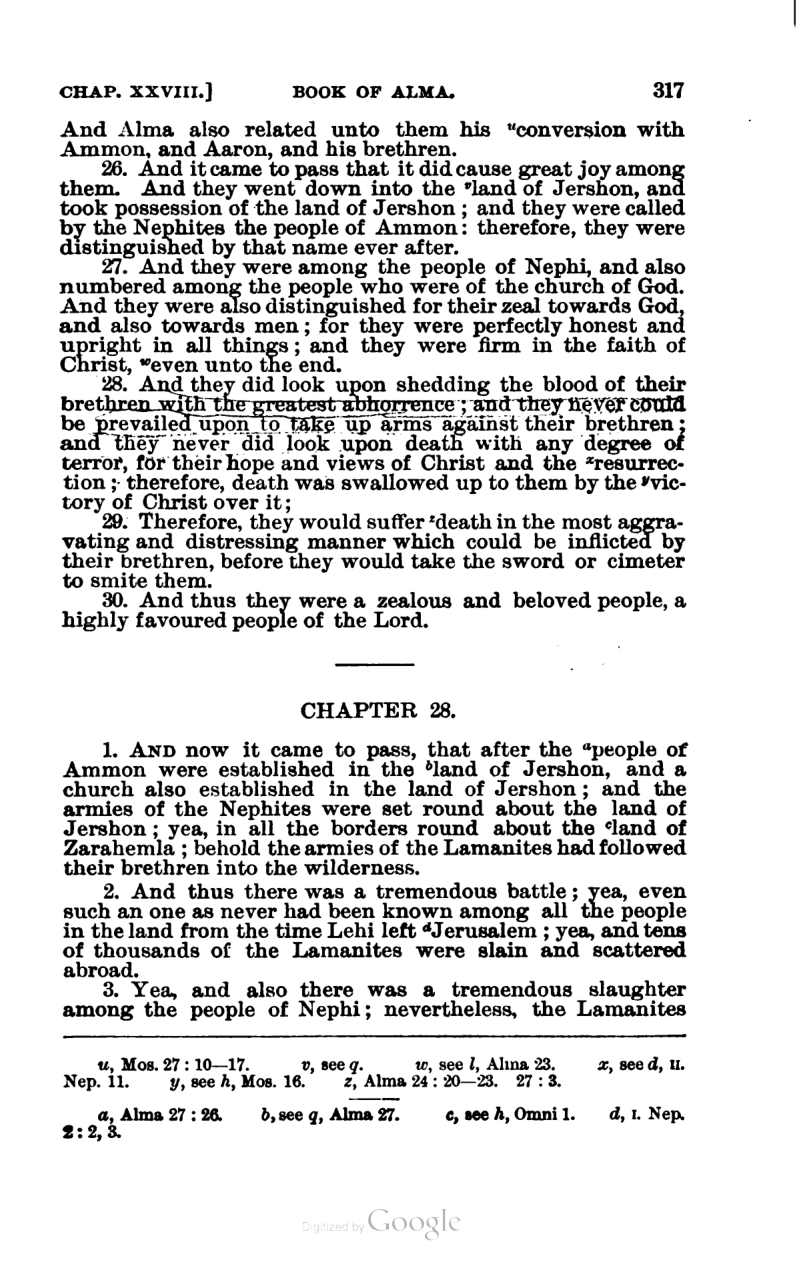 CHAP. XXVIII.] BOOK OF ALMA. 317
And Alma also related unto them his ᵘconversion with
Ammon, and Aaron, and his brethren.
26. And it came to pass that it did cause great joy among
them. And they went down into the ᵛland of Jershon, and
took possession of the land of Jershon ; and they were called
by the Nephites the people of Ammon : therefore, they were
distinguished by that name ever after.
27. And they were among the people of Nephi, and also
numbered among the people who were of the church of God.
And they were also distinguished for their zeal towards God,
and also towards men ; for they were perfectly honest and
upright in all things ; and they were firm in the faith of
Christ, ʷeven unto the end.
28. And they did look upon shedding the blood of their
brethren with the greatest abhorrence ; and they never could
be prevailed upon to take up arms against their brethren ;
and they never did look upon death with any degree of
terror, for their hope and views of Christ and the ˣresurrec-
tion ; therefore, death was swallowed up to them by the ʸvic-
tory of Christ over it ;
29. Therefore, they would suffer ᶻdeath in the most aggra-
vating and distressing manner which could be inflicted by
their brethren, before they would take the sword or cimeter
to smite them.
30. And thus they were a zealous and beloved people, a
highly favoured people of the Lord.
CHAPTER 28.
1. AND now it came to pass, that after the ᵃpeople of
Ammon were established in the ᵇland of Jershon, and a
church also established in the land of Jershon ; and the
armies of the Nephites were set round about the land of
Jershon ; yea, in all the borders round about the ᶜland of
Zarahemla ; behold the armies of the Lamanites had followed
their brethren into the wilderness.
2. And thus there was a tremendous battle ; yea, even
such an one as never had been known among all the people
in the land from the time Lehi left ᵈJerusalem ; yea, and tens
of thousands of the Lamanites were slain and scattered
abroad.
3. Yea, and also there was a tremendous slaughter
among the people of Nephi ; nevertheless, the Lamanites
u, Mos. 27 : 10—17. v, see q. w, see l, Alma 23. x, see d, II.
Nep. 11. y, see h, Mos. 16. z, Alma 24 : 20—23. 27 : 3.
a, Alma 27 : 26. b, see q, Alma 27. c, see h, Omni 1. d, I. Nep.
2 : 2, 3.
Digitized by Google